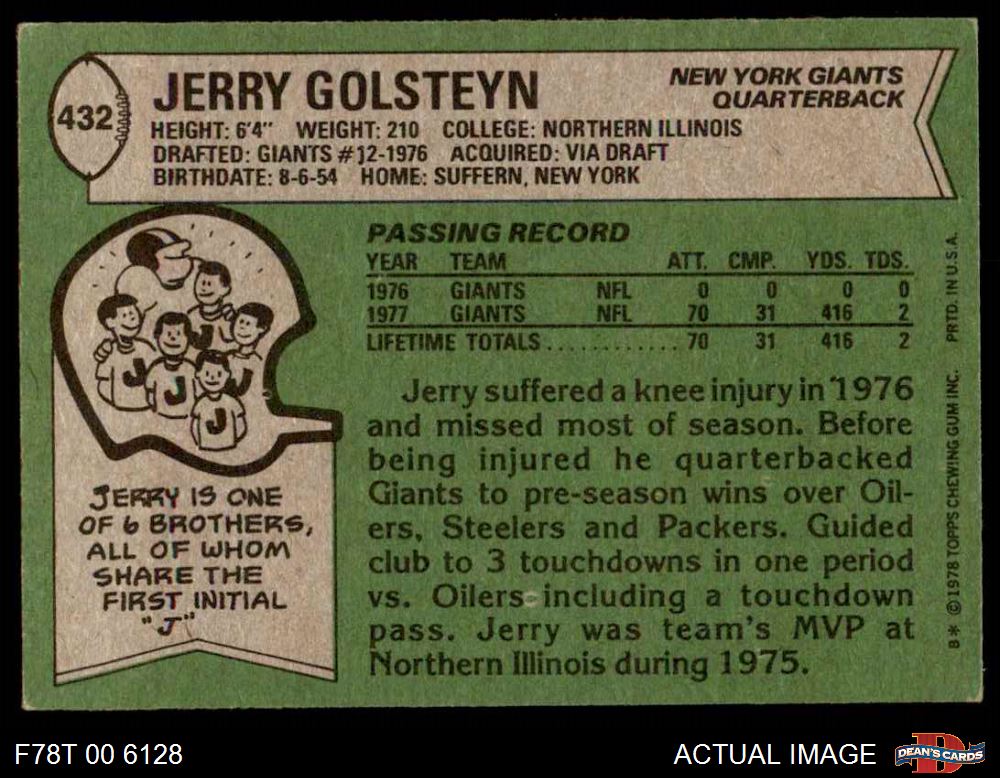 432
JERRY GOLSTEYN
NEW YORK GIANTS
QUARTERBACK
HEIGHT: 6'4" WEIGHT: 210 COLLEGE: NORTHERN ILLINOIS
DRAFTED: GIANTS #12-1976 ACQUIRED: VIA DRAFT
BIRTHDATE: 8-6-54 HOME: SUFFERN, NEW YORK
J
J
J
J
J
JERRY IS ONE
OF 6 BROTHERS,
ALL OF WHOM
SHARE THE
FIRST INITIAL
"J"
PASSING RECORD
YEAR TEAM ATT. CMP. YDS. TDS.
1976 GIANTS NFL 0 0 0 0
1977 GIANTS NFL 70 31 416 2
LIFETIME TOTALS............. 70 31 416 2
Jerry suffered a knee injury in 1976
and missed most of season. Before
being injured he quarterbacked
Giants to pre-season wins over Oil-
ers, Steelers and Packers. Guided
club to 3 touchdowns in one period
vs. Oilers including a touchdown
pass. Jerry was team's MVP at
Northern Illinois during 1975.
B* © 1978 TOPPS CHEWING GUM INC. PRTD. IN U.S.A.
F78T 00 6128
ACTUAL IMAGE
D
DEAN'S CARDS